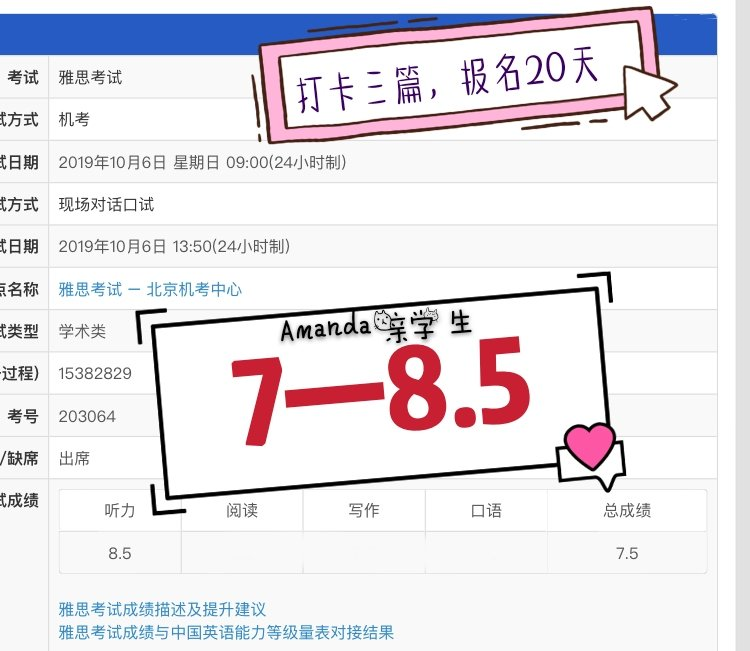 打卡三篇，报名20天
考试 雅思考试
试方式 机考
试日期 2019年10月6日 星期日 09:00(24小时制)
试方式 现场对话口试
试日期 2019年10月6日 13:50(24小时制)
点名称 雅思考试 － 北京机考中心
试类型 学术类
过程) 15382829
考号 203064
/缺席 出席
Amanda亲学生
7—8.5
试成绩
听力 阅读 写作 口语 总成绩
8.5 7.5
雅思考试成绩描述及提升建议
雅思考试成绩与中国英语能力等级量表对接结果